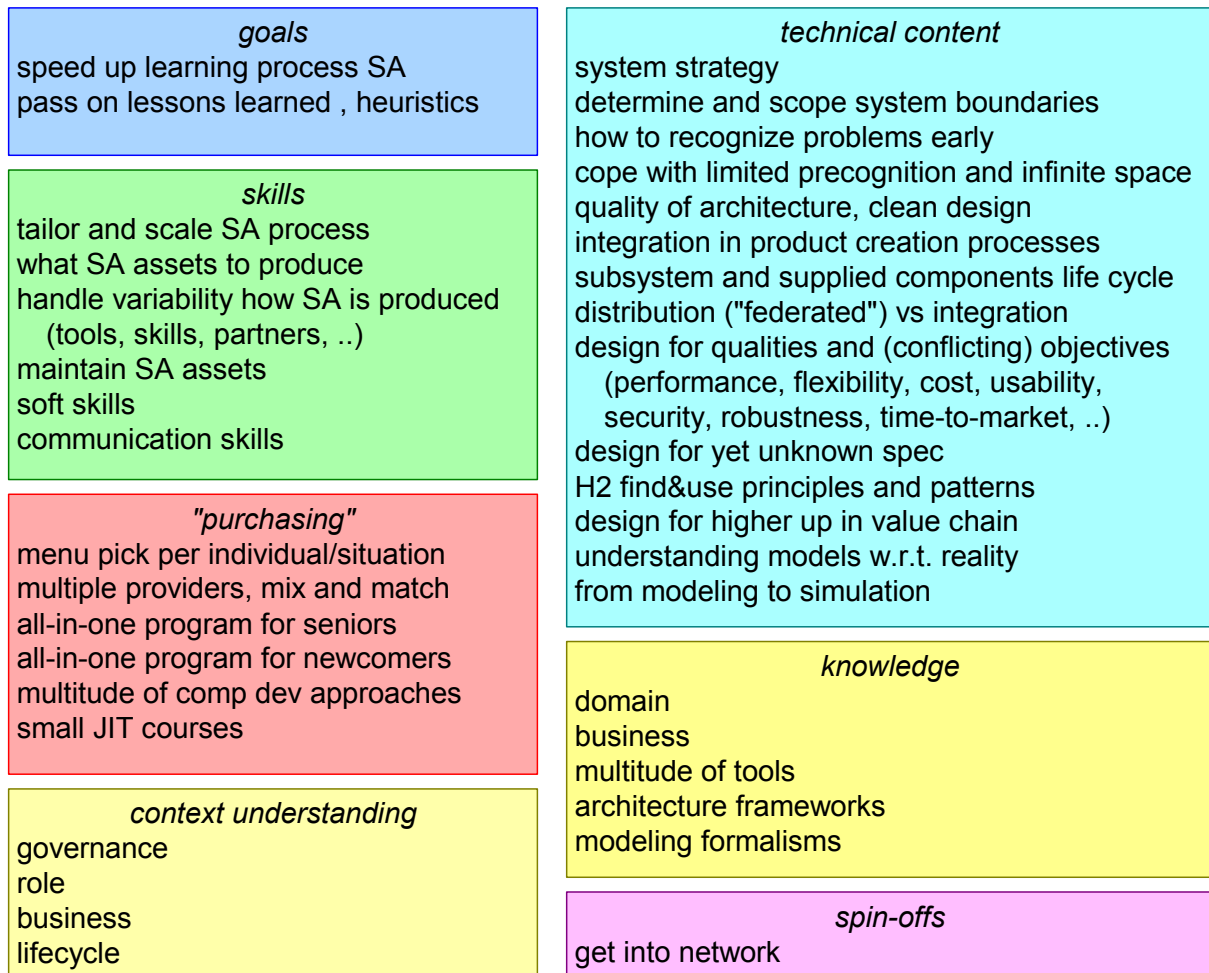 goals
speed up learning process SA
pass on lessons learned , heuristics
skills
tailor and scale SA process
what SA assets to produce
handle variability how SA is produced
(tools, skills, partners, ..)
maintain SA assets
soft skills
communication skills
"purchasing"
menu pick per individual/situation
multiple providers, mix and match
all-in-one program for seniors
all-in-one program for newcomers
multitude of comp dev approaches
small JIT courses
context understanding
governance
role
business
lifecycle
technical content
system strategy
determine and scope system boundaries
how to recognize problems early
cope with limited precognition and infinite space
quality of architecture, clean design
integration in product creation processes
subsystem and supplied components life cycle
distribution ("federated") vs integration
design for qualities and (conflicting) objectives
(performance, flexibility, cost, usability,
security, robustness, time-to-market, ..)
design for yet unknown spec
H2 find&use principles and patterns
design for higher up in value chain
understanding models w.r.t. reality
from modeling to simulation
knowledge
domain
business
multitude of tools
architecture frameworks
modeling formalisms
spin-offs
get into network